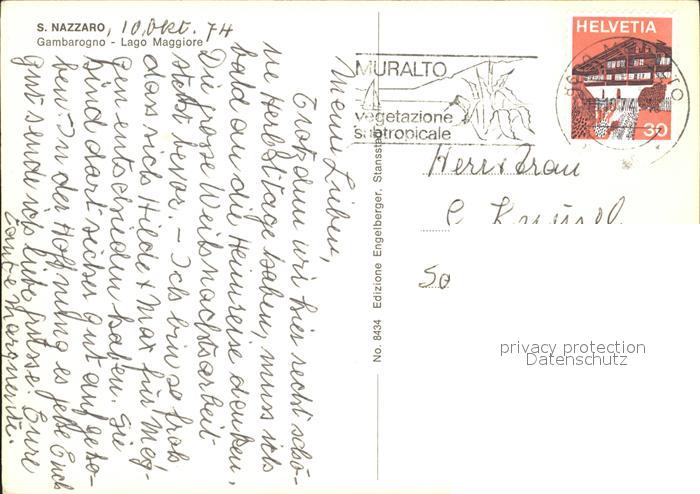 S. NAZZARO, 10. Okt. 74
Gambarogno - Lago Maggiore
Meine Lieben,
Trotzdem wir hier recht schö-
ne Herbsttage haben, muss ich
bald an die Heimreise denken,
Die grosse Weihnachtsarbeit
steht bevor. - Ich bin so froh
dass sich Hilde + Max für Meg-
gen entschieden haben. Sie
sind dort sicher gut aufgeho-
ben. In der Hoffnung es gehe Euch
gut sende ich liebe Grüsse. Eure
Tante Margrerite.
No. 8434 Edizione Engelberger, Stansstad
MURALTO
vegetazione
subtropicale
HELVETIA
30
Herr + Frau
privacy protection
Datenschutz